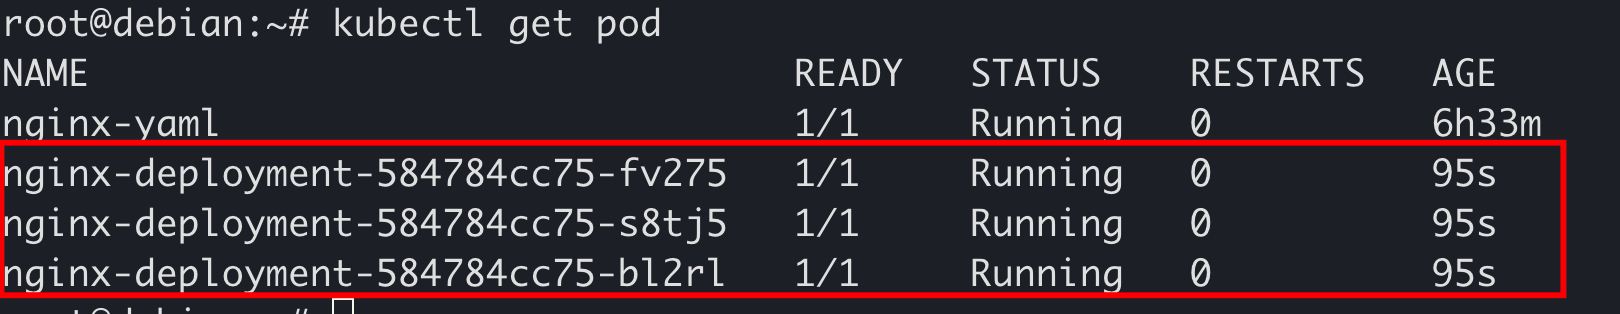 root@debian:~# kubectl get pod
NAME READY STATUS RESTARTS AGE
nginx-yaml 1/1 Running 0 6h33m
nginx-deployment-584784cc75-fv275 1/1 Running 0 95s
nginx-deployment-584784cc75-s8tj5 1/1 Running 0 95s
nginx-deployment-584784cc75-bl2rl 1/1 Running 0 95s